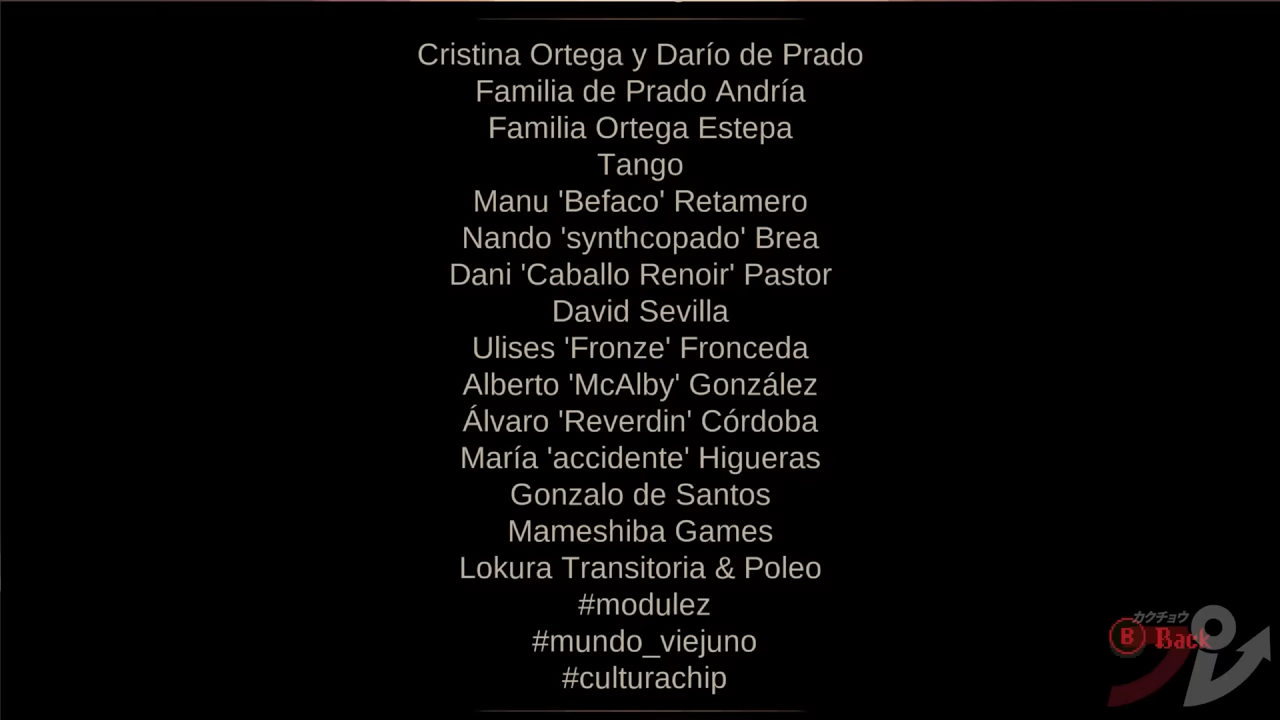 Cristina Ortega y Darío de Prado
Familia de Prado Andría
Familia Ortega Estepa
Tango
Manu 'Befaco' Retamero
Nando 'synthcopado' Brea
Dani 'Caballo Renoir' Pastor
David Sevilla
Ulises 'Fronze' Fronceda
Alberto 'McAlby' González
Álvaro 'Reverdin' Córdoba
María 'accidente' Higueras
Gonzalo de Santos
Mameshiba Games
Lokura Transitoria & Poleo
#modulez
#mundo_viejuno
#culturachip
カクチョウ
B Back